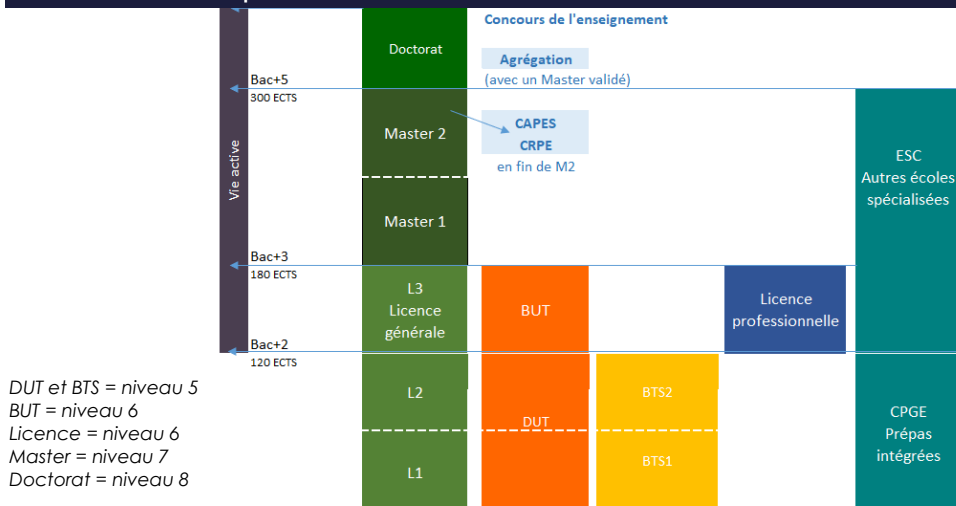 Concours de l'enseignement
Doctorat
Agrégation
(avec un Master validé)
Bac+5
300 ECTS
Master 2
CAPES
CRPE
en fin de M2
Vie active
ESC
Autres écoles
spécialisées
Master 1
Bac+3
180 ECTS
L3
Licence
générale
BUT
Licence
professionnelle
Bac+2
120 ECTS
DUT et BTS = niveau 5
BUT = niveau 6
Licence = niveau 6
Master = niveau 7
Doctorat = niveau 8
L2
DUT
BTS2
CPGE
Prépas
intégrées
L1
BTS1